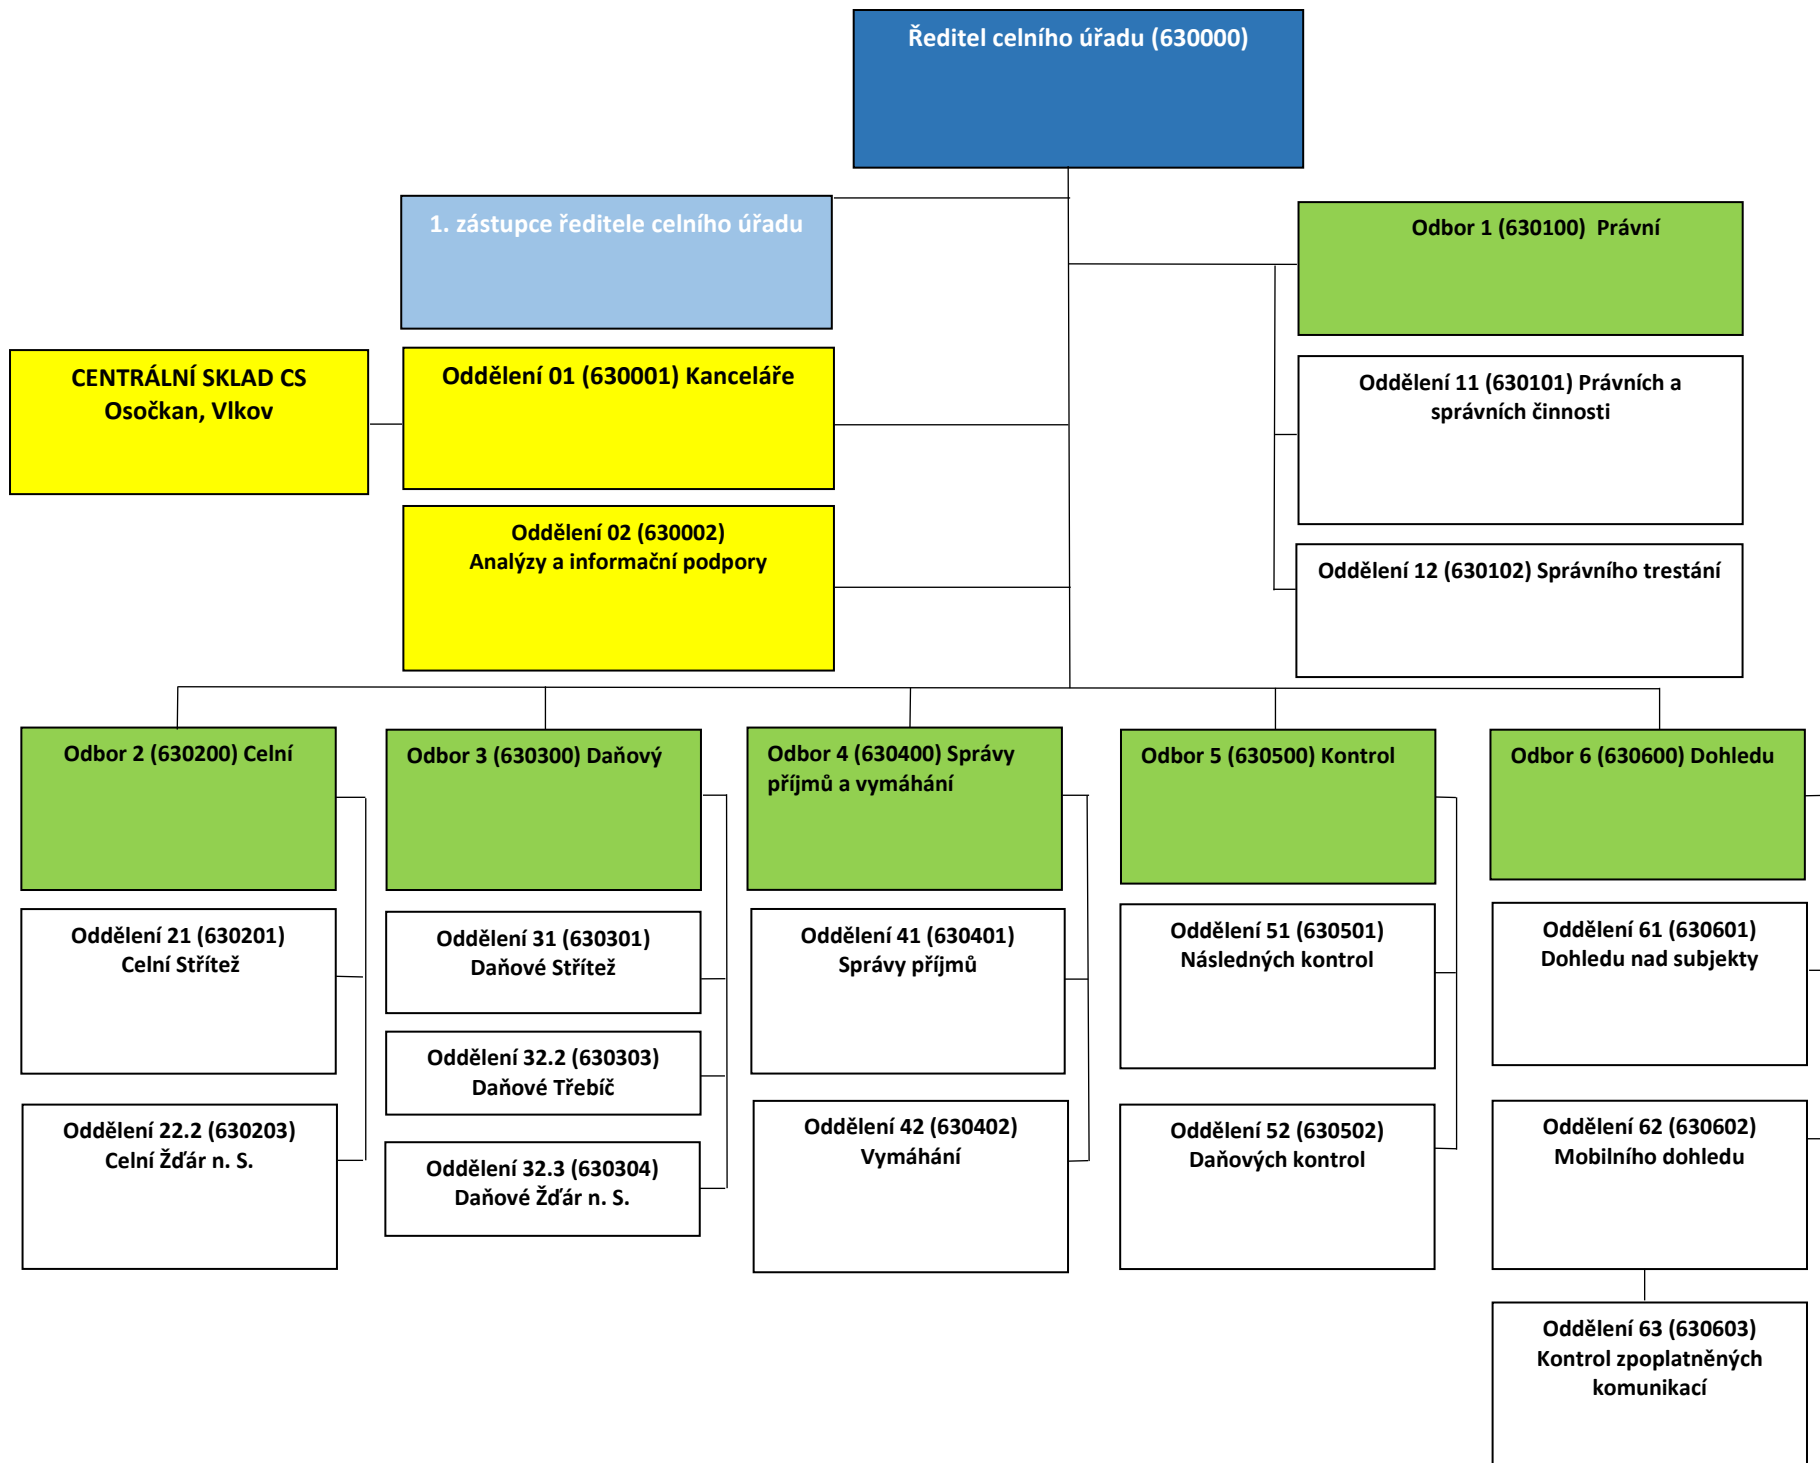 Ředitel celního úřadu (630000)
1. zástupce ředitele celního úřadu
Odbor 1 (630100) Právní
CENTRÁLNÍ SKLAD CS
Osočkan, Vlkov
Oddělení 01 (630001) Kanceláře
Oddělení 11 (630101) Právních a
správních činnosti
Oddělení 02 (630002)
Analýzy a informační podpory
Oddělení 12 (630102) Správního trestání
Odbor 2 (630200) Celní
Odbor 3 (630300) Daňový
Odbor 4 (630400) Správy
příjmů a vymáhání
Odbor 5 (630500) Kontrol
Odbor 6 (630600) Dohledu
Oddělení 21 (630201)
Celní Střítež
Oddělení 31 (630301)
Daňové Střítež
Oddělení 41 (630401)
Správy příjmů
Oddělení 51 (630501)
Následných kontrol
Oddělení 61 (630601)
Dohledu nad subjekty
Oddělení 32.2 (630303)
Daňové Třebíč
Oddělení 22.2 (630203)
Celní Žďár n. S.
Oddělení 32.3 (630304)
Daňové Žďár n. S.
Oddělení 42 (630402)
Vymáhání
Oddělení 52 (630502)
Daňových kontrol
Oddělení 62 (630602)
Mobilního dohledu
Oddělení 63 (630603)
Kontrol zpoplatněných
komunikací